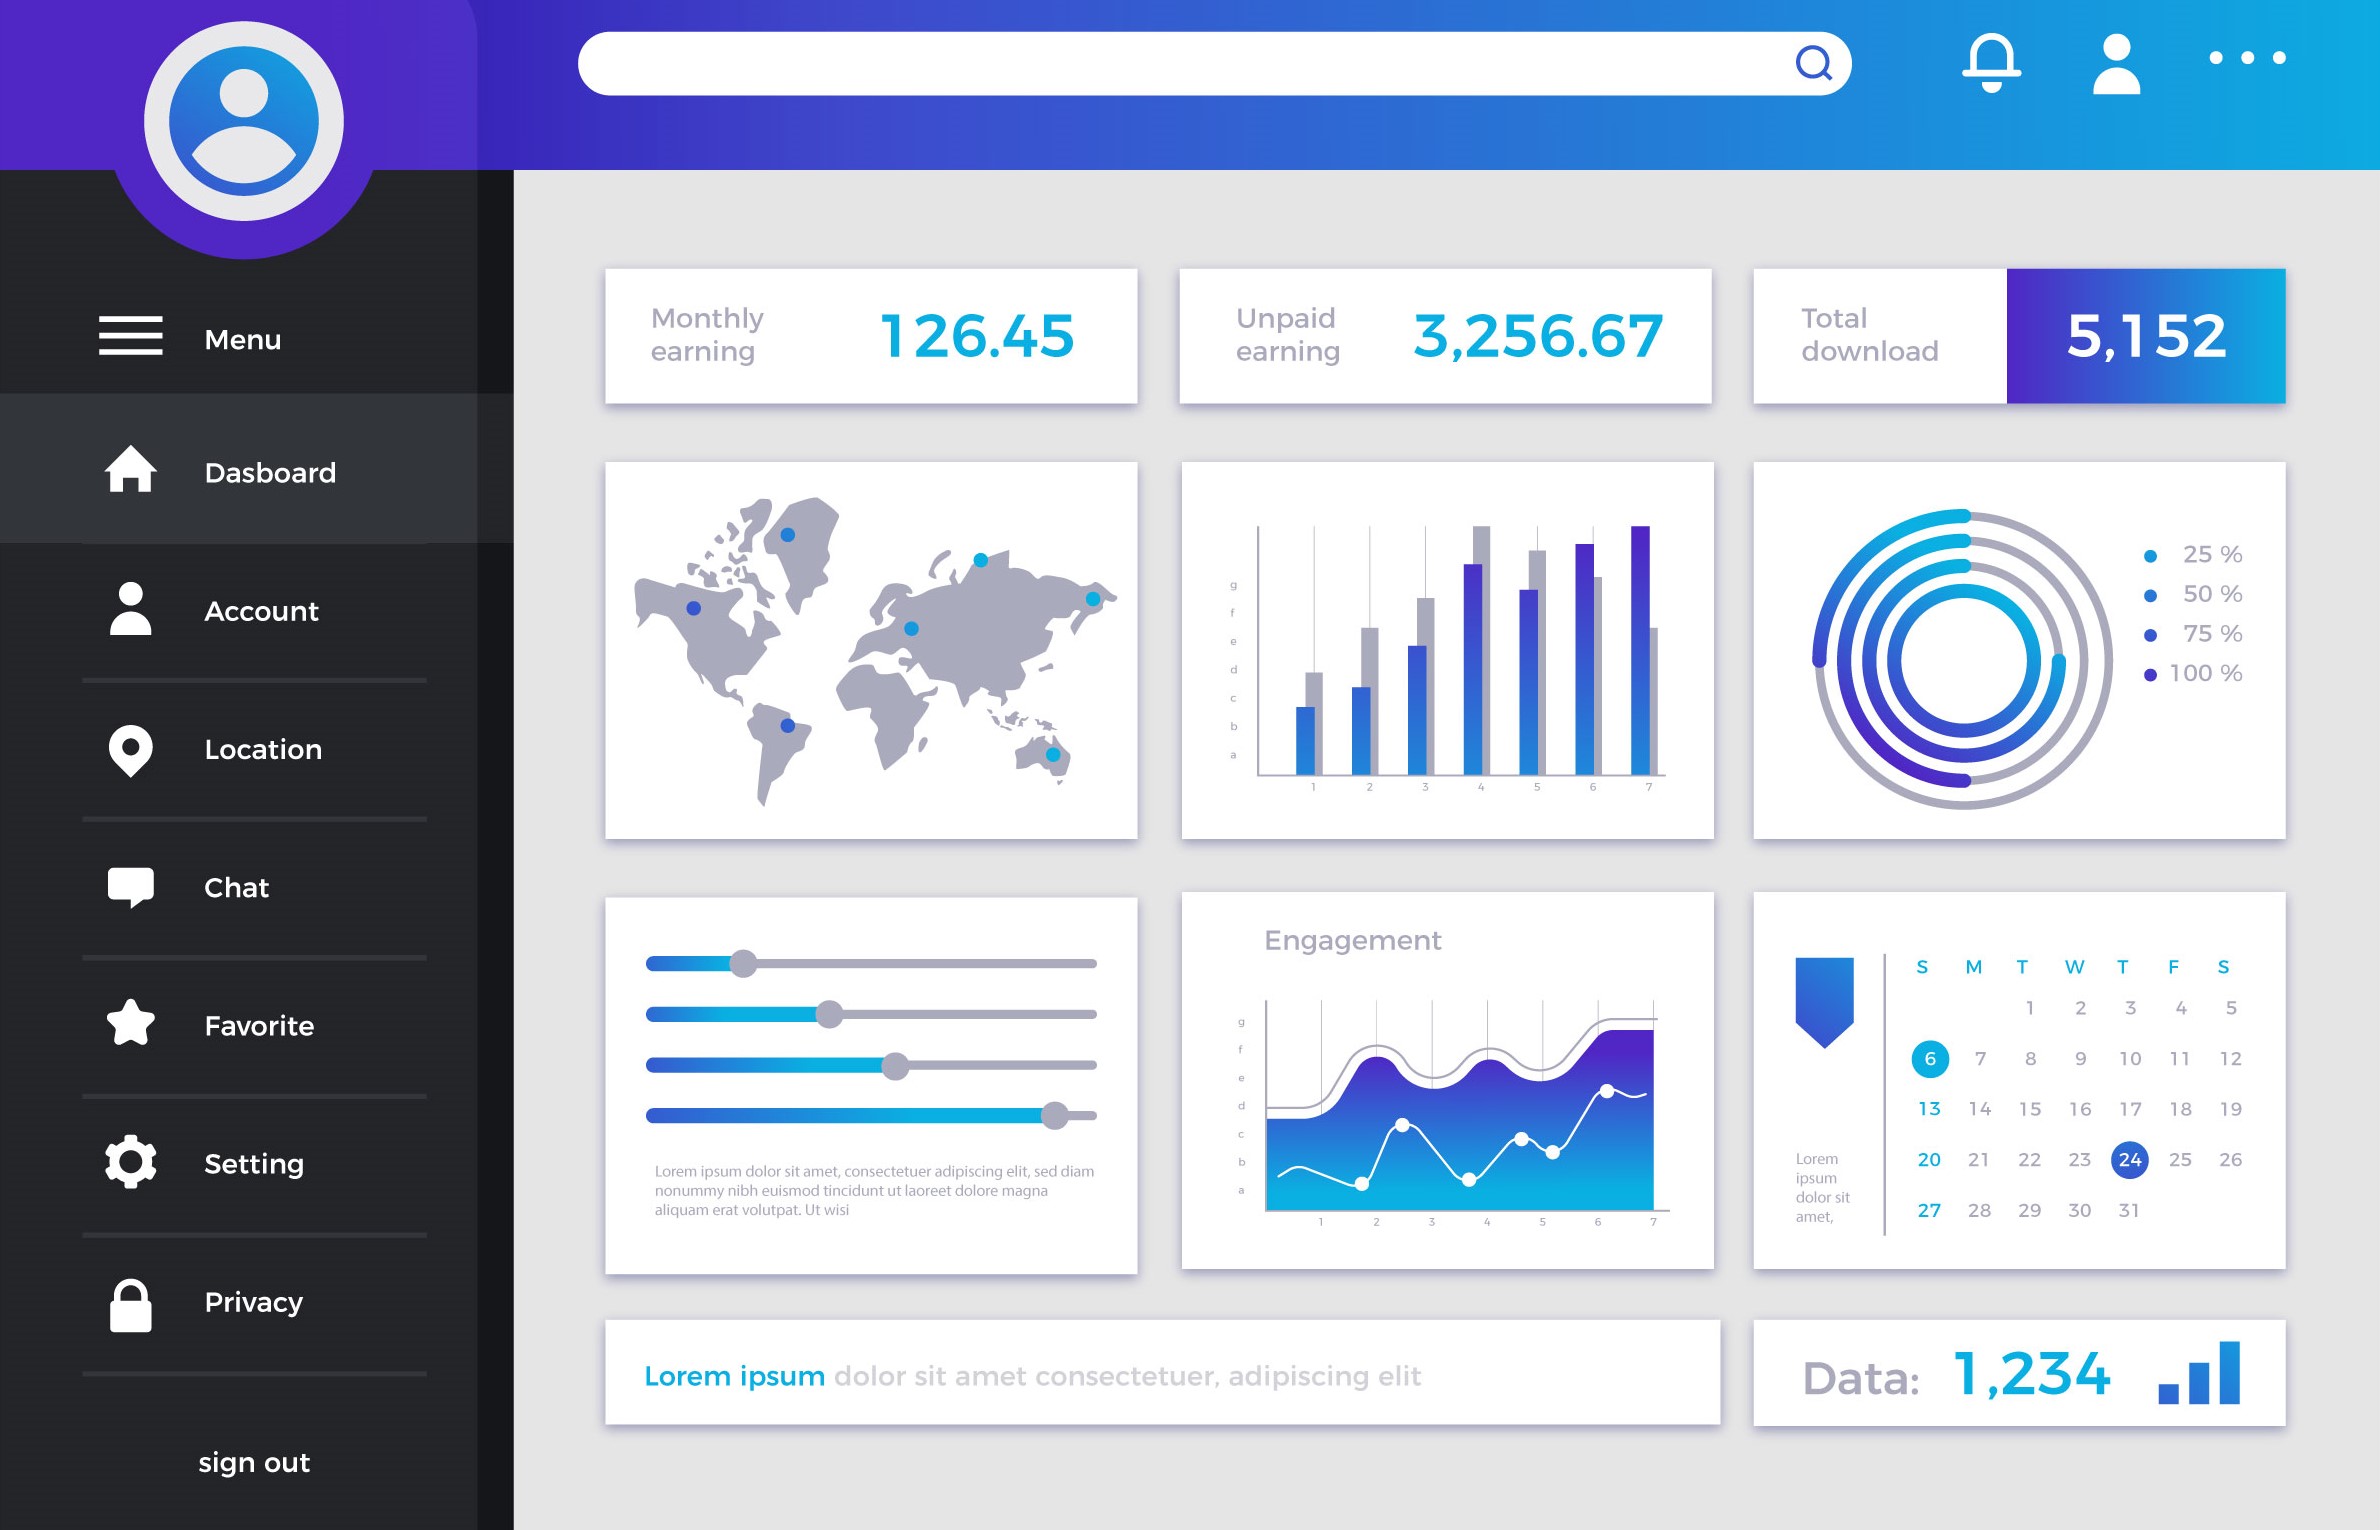 Menu
Dasboard
Account
Location
Chat
Favorite
Setting
Privacy
sign out
Monthly
earning
126.45
Unpaid
earning
3,256.67
Total
download
5,152
g
f
e
d
c
b
a
1 2 3 4 5 6 7
25 %
50 %
75 %
100 %
Lorem ipsum dolor sit amet, consectetuer adipiscing elit, sed diam
nonummy nibh euismod tincidunt ut laoreet dolore magna
aliquam erat volutpat. Ut wisi
Engagement
g
f
e
d
c
b
a
1 2 3 4 5 6 7
Lorem
ipsum
dolor sit
amet,
S M T W T F S
1 2 3 4 5
6 7 8 9 10 11 12
13 14 15 16 17 18 19
20 21 22 23 24 25 26
27 28 29 30 31
Lorem ipsum dolor sit amet consectetuer, adipiscing elit
Data: 1,234